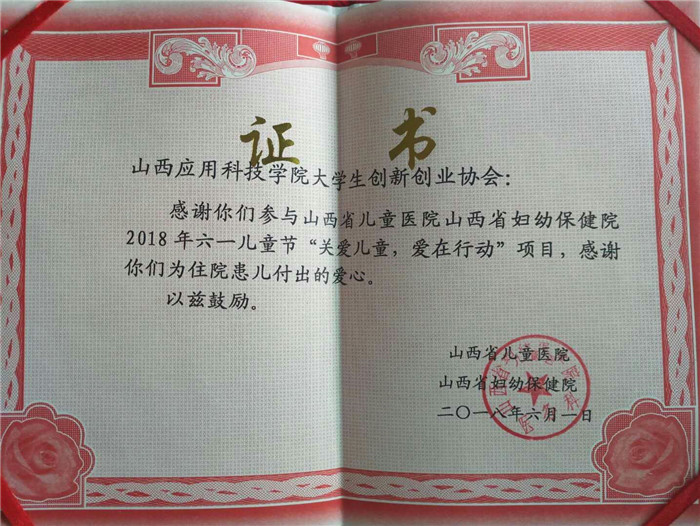 证书
山西应用科技学院大学生创新创业协会：
感谢你们参与山西省儿童医院山西省妇幼保健院
2018年六一儿童节“关爱儿童，爱在行动”项目，感谢
你们为住院患儿付出的爱心。
以兹鼓励。
山西省儿童医院
山西省妇幼保健院
二〇一八年六月一日